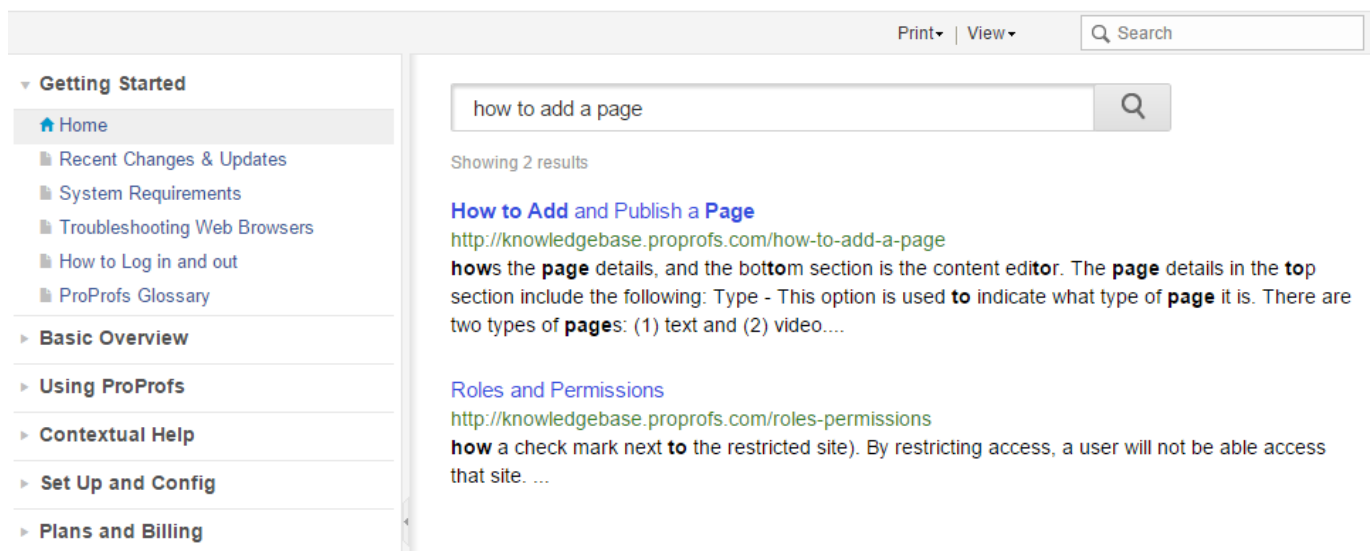 Print | View
Search
Getting Started
Home
Recent Changes & Updates
System Requirements
Troubleshooting Web Browsers
How to Log in and out
ProProfs Glossary
Basic Overview
Using ProProfs
Contextual Help
Set Up and Config
Plans and Billing
how to add a page
Showing 2 results
How to Add and Publish a Page
http://knowledgebase.proprofs.com/how-to-add-a-page
hows the page details, and the bottom section is the content editor. The page details in the top
section include the following: Type - This option is used to indicate what type of page it is. There are
two types of pages: (1) text and (2) video....
Roles and Permissions
http://knowledgebase.proprofs.com/roles-permissions
how a check mark next to the restricted site). By restricting access, a user will not be able access
that site. ...